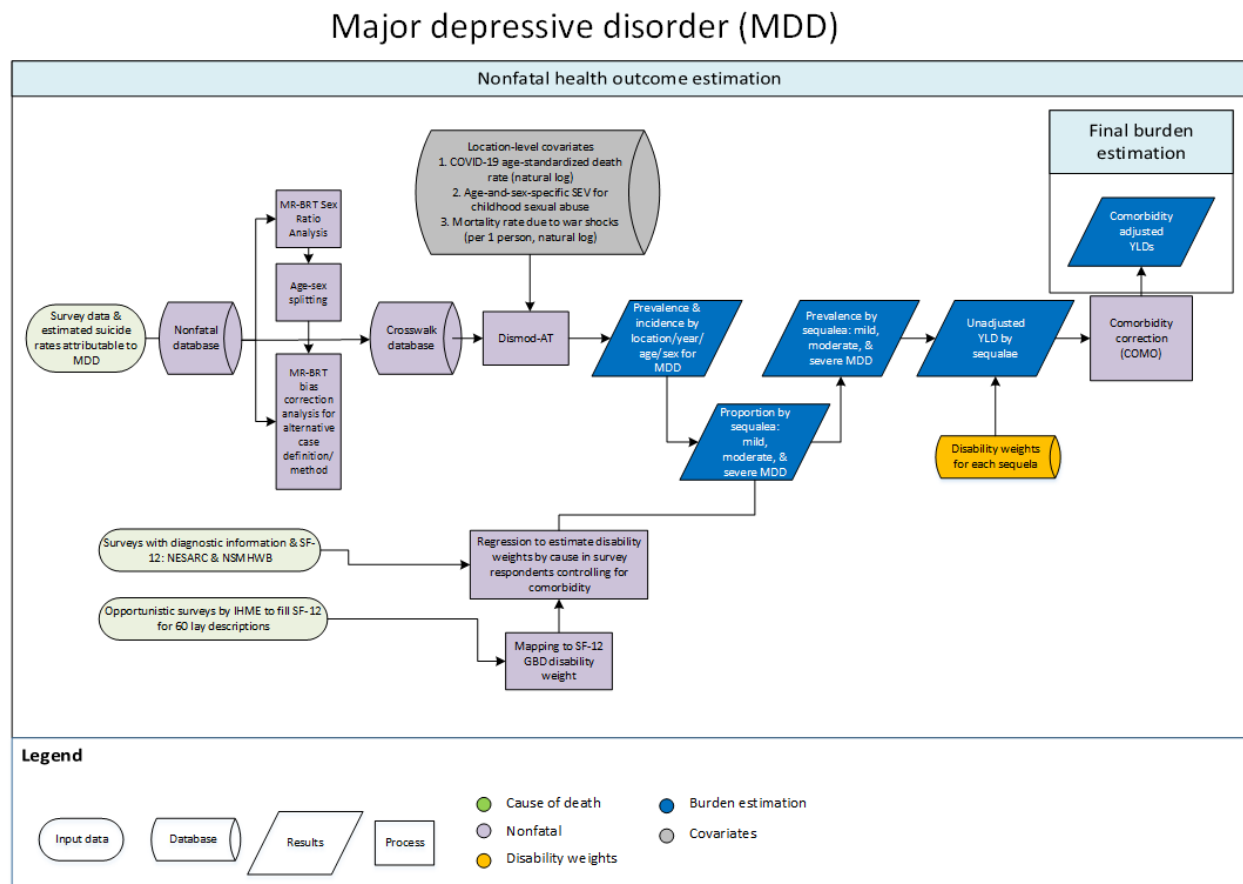 Major depressive disorder (MDD)
Nonfatal health outcome estimation
Final burden
estimation
Location-level covariates
1. COVID-19 age-standardized death
rate (natural log)
2. Age-and-sex-specific SEV for
childhood sexual abuse
3. Mortality rate due to war shocks
(per 1 person, natural log)
MR-BRT Sex
Ratio
Analysis
Age-sex
splitting
MR-BRT
bias
correction
analysis for
alternative
case
definition/
method
Survey data &
estimated suicide
rates attributable to
MDD
Nonfatal
database
Crosswalk
database
Dismod-AT
Prevalence &
incidence by
location/year/
age/sex for
MDD
Proportion by
sequalea: mild,
moderate, &
severe MDD
Prevalence by
sequalea: mild,
moderate, &
severe MDD
Unadjusted
YLD by
sequalae
Disability weights
for each sequela
Comorbidity
correction
(COMO)
Comorbidity
adjusted
YLDs
Surveys with diagnostic information & SF-
12: NESARC & NSMHWB
Regression to estimate disability
weights by cause in survey
respondents controlling for
comorbidity
Opportunistic surveys by IHME to fill SF-12
for 60 lay descriptions
Mapping to SF-12
GBD disability
weight
Legend
Input data
Database
Results
Process
Cause of death
Nonfatal
Disability weights
Burden estimation
Covariates